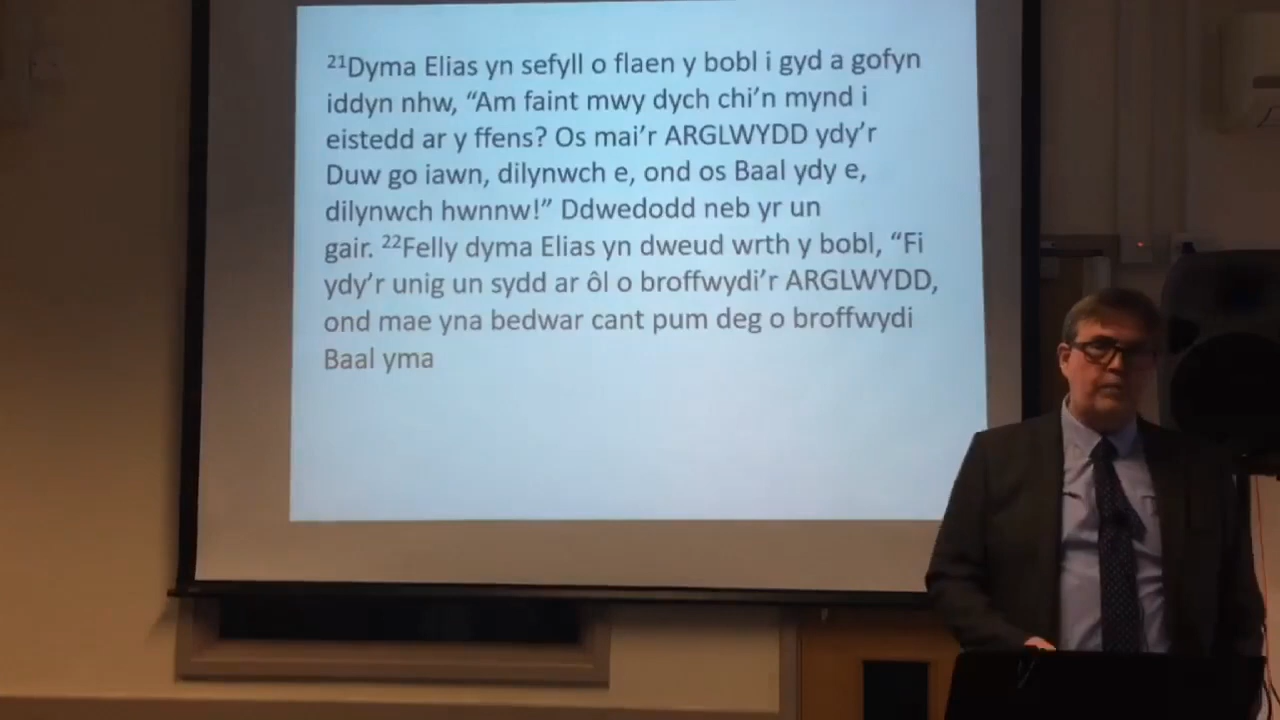 ²¹Dyma Elias yn sefyll o flaen y bobl i gyd a gofyn
iddyn nhw, “Am faint mwy dych chi’n mynd i
eistedd ar y ffens? Os mai’r ARGLWYDD ydy’r
Duw go iawn, dilynwch e, ond os Baal ydy e,
dilynwch hwnnw!” Ddwedodd neb yr un
gair. ²²Felly dyma Elias yn dweud wrth y bobl, “Fi
ydy’r unig un sydd ar ôl o broffwydi’r ARGLWYDD,
ond mae yna bedwar cant pum deg o broffwydi
Baal yma